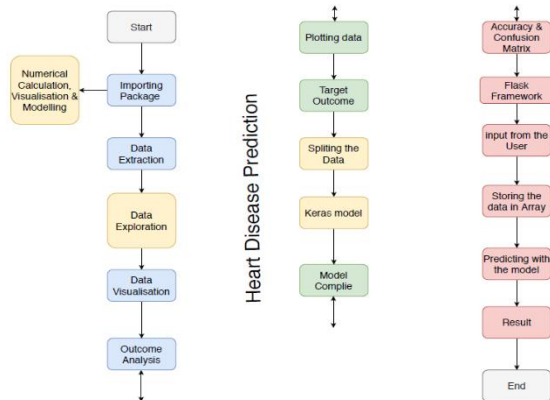 Start
Numerical
Calculation,
Visualisation &
Modelling
Importing
Package
Data
Extraction
Data
Exploration
Data
Visualisation
Outcome
Analysis
Heart Disease Prediction
Plotting data
Target
Outcome
Spliting the
Data
Keras model
Model
Complie
Accuracy &
Confusion
Matrix
Flask
Framework
input from the
User
Storing the
data in Array
Predicting with
the model
Result
End